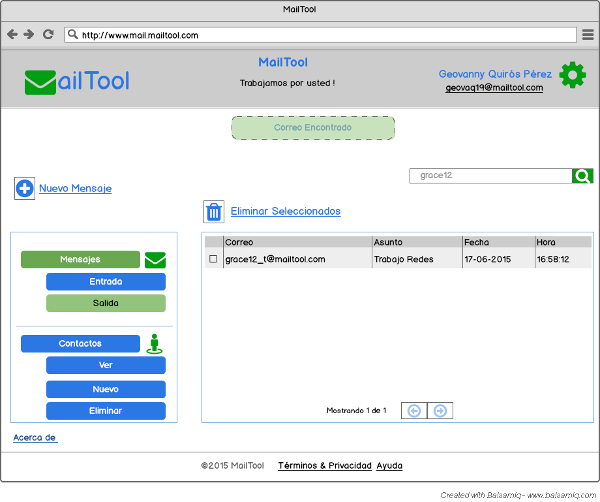 MailTool
http://www.mail.mailtool.com
MailTool
ailTool
Trabajamos por usted !
Geovanny Quirós Pérez
geovaq19@mailtool.com
Correo Encontrado
grace12
Nuevo Mensaje
Eliminar Seleccionados
Correo Asunto Fecha Hora
grace12_t@mailtool.com Trabajo Redes 17-06-2015 16:58:12
Mensajes
Entrada
Salida
Contactos
Ver
Nuevo
Eliminar
Mostrando 1 de 1
Acerca de
©2015 MailTool Términos & Privacidad Ayuda
Created with Balsamiq - www.balsamiq.com